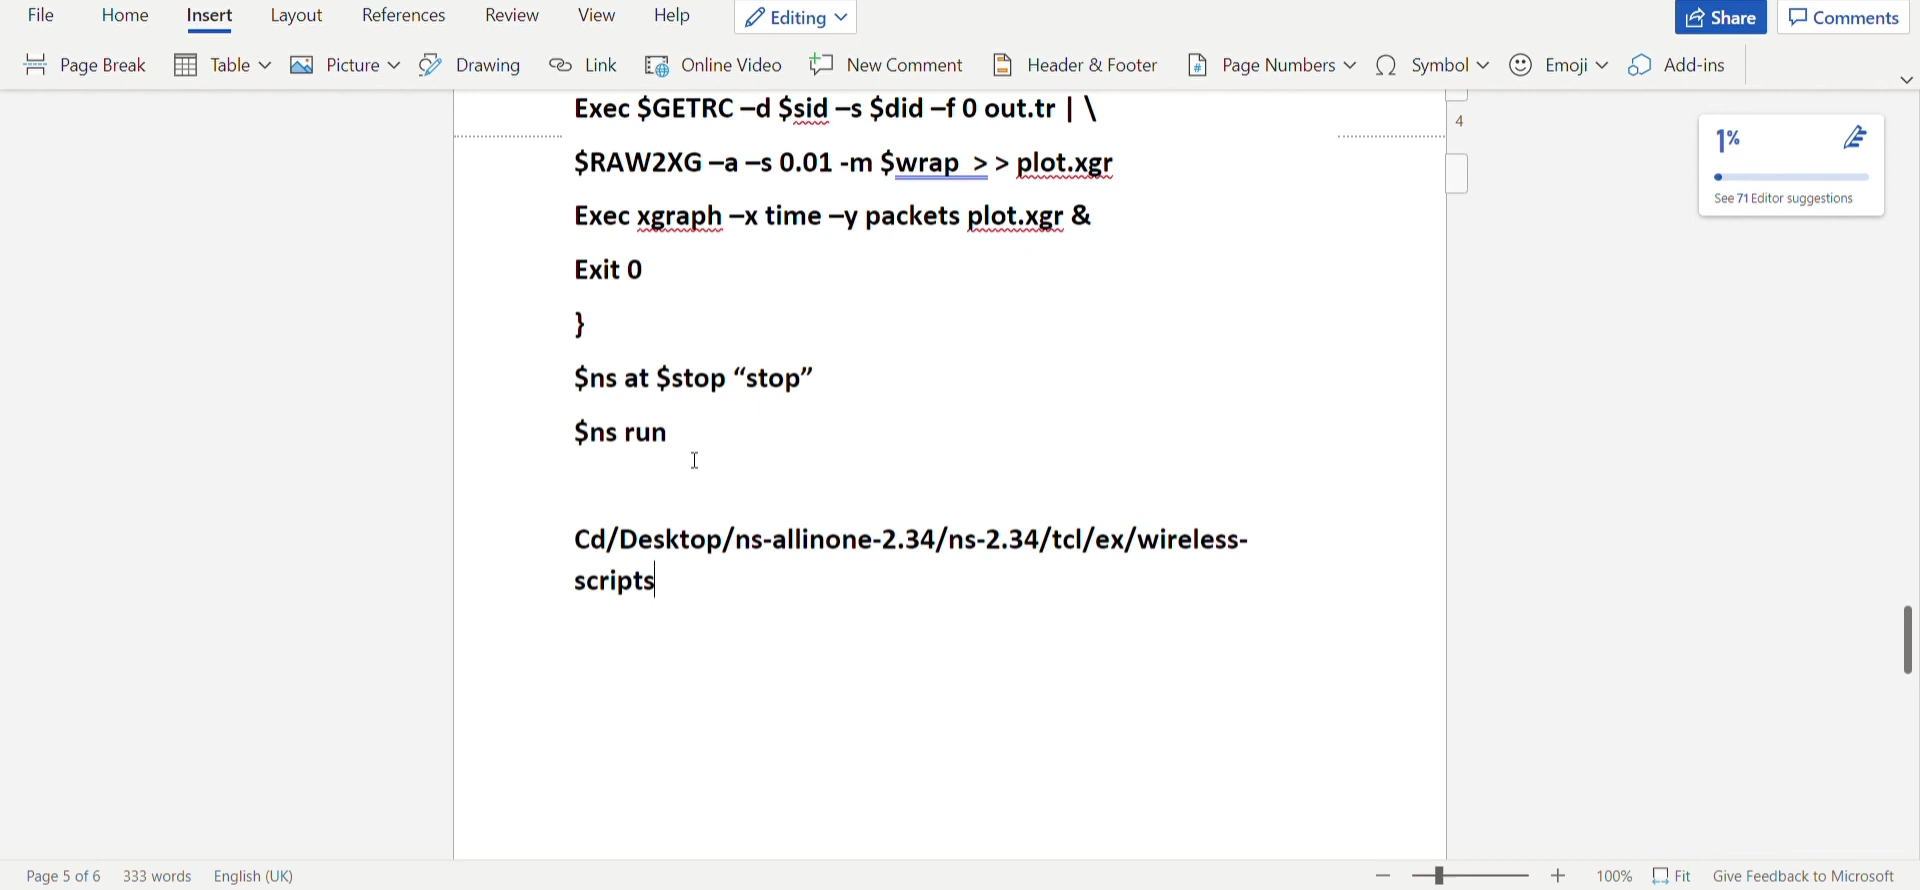 File Home Insert Layout References Review View Help Editing Share Comments
Page Break Table Picture Drawing Link Online Video New Comment Header & Footer Page Numbers Symbol Emoji Add-ins
Exec $GETRC –d $sid –s $did –f 0 out.tr | \
4
1%
$RAW2XG –a –s 0.01 -m $wrap  > > plot.xgr
See 71 Editor suggestions
Exec xgraph –x time –y packets plot.xgr &
Exit 0
}
$ns at $stop “stop”
$ns run
Cd/Desktop/ns-allinone-2.34/ns-2.34/tcl/ex/wireless-
scripts
Page 5 of 6 333 words English (UK) 100% Fit Give Feedback to Microsoft